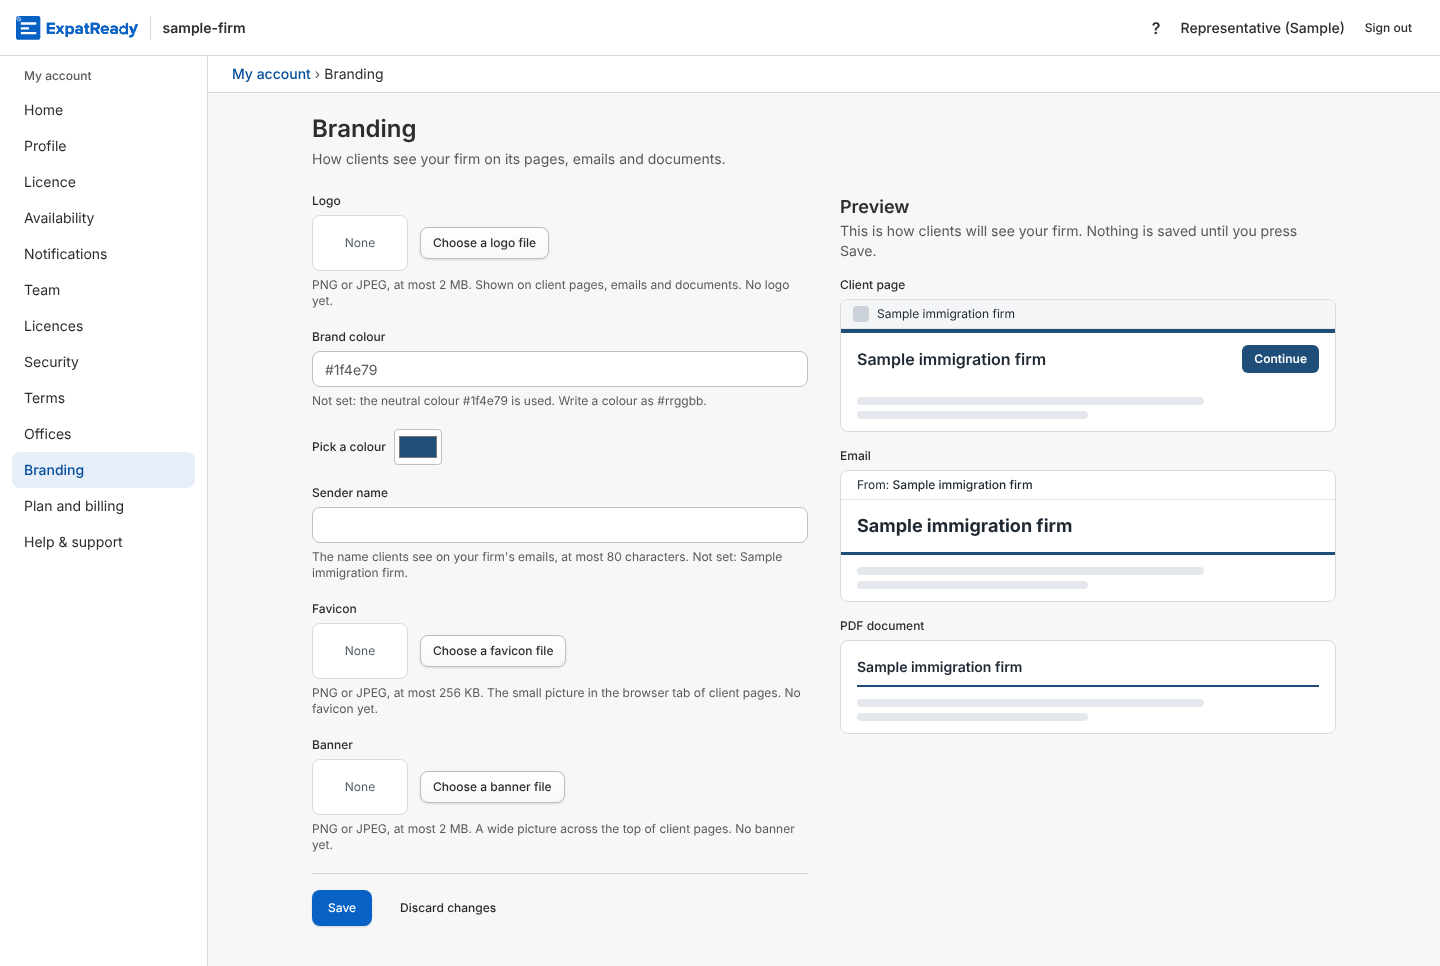 ExpatReady
sample-firm
?
Representative (Sample)
Sign out
My account
Home
Profile
Licence
Availability
Notifications
Team
Licences
Security
Terms
Offices
Branding
Plan and billing
Help & support
My account › Branding
Branding
How clients see your firm on its pages, emails and documents.
Logo
None
Choose a logo file
PNG or JPEG, at most 2 MB. Shown on client pages, emails and documents. No logo
yet.
Brand colour
#1f4e79
Not set: the neutral colour #1f4e79 is used. Write a colour as #rrggbb.
Pick a colour
Sender name
The name clients see on your firm's emails, at most 80 characters. Not set: Sample
immigration firm.
Favicon
None
Choose a favicon file
PNG or JPEG, at most 256 KB. The small picture in the browser tab of client pages. No
favicon yet.
Banner
None
Choose a banner file
PNG or JPEG, at most 2 MB. A wide picture across the top of client pages. No banner
yet.
Save
Discard changes
Preview
This is how clients will see your firm. Nothing is saved until you press
Save.
Client page
Sample immigration firm
Sample immigration firm
Continue
Email
From: Sample immigration firm
Sample immigration firm
PDF document
Sample immigration firm